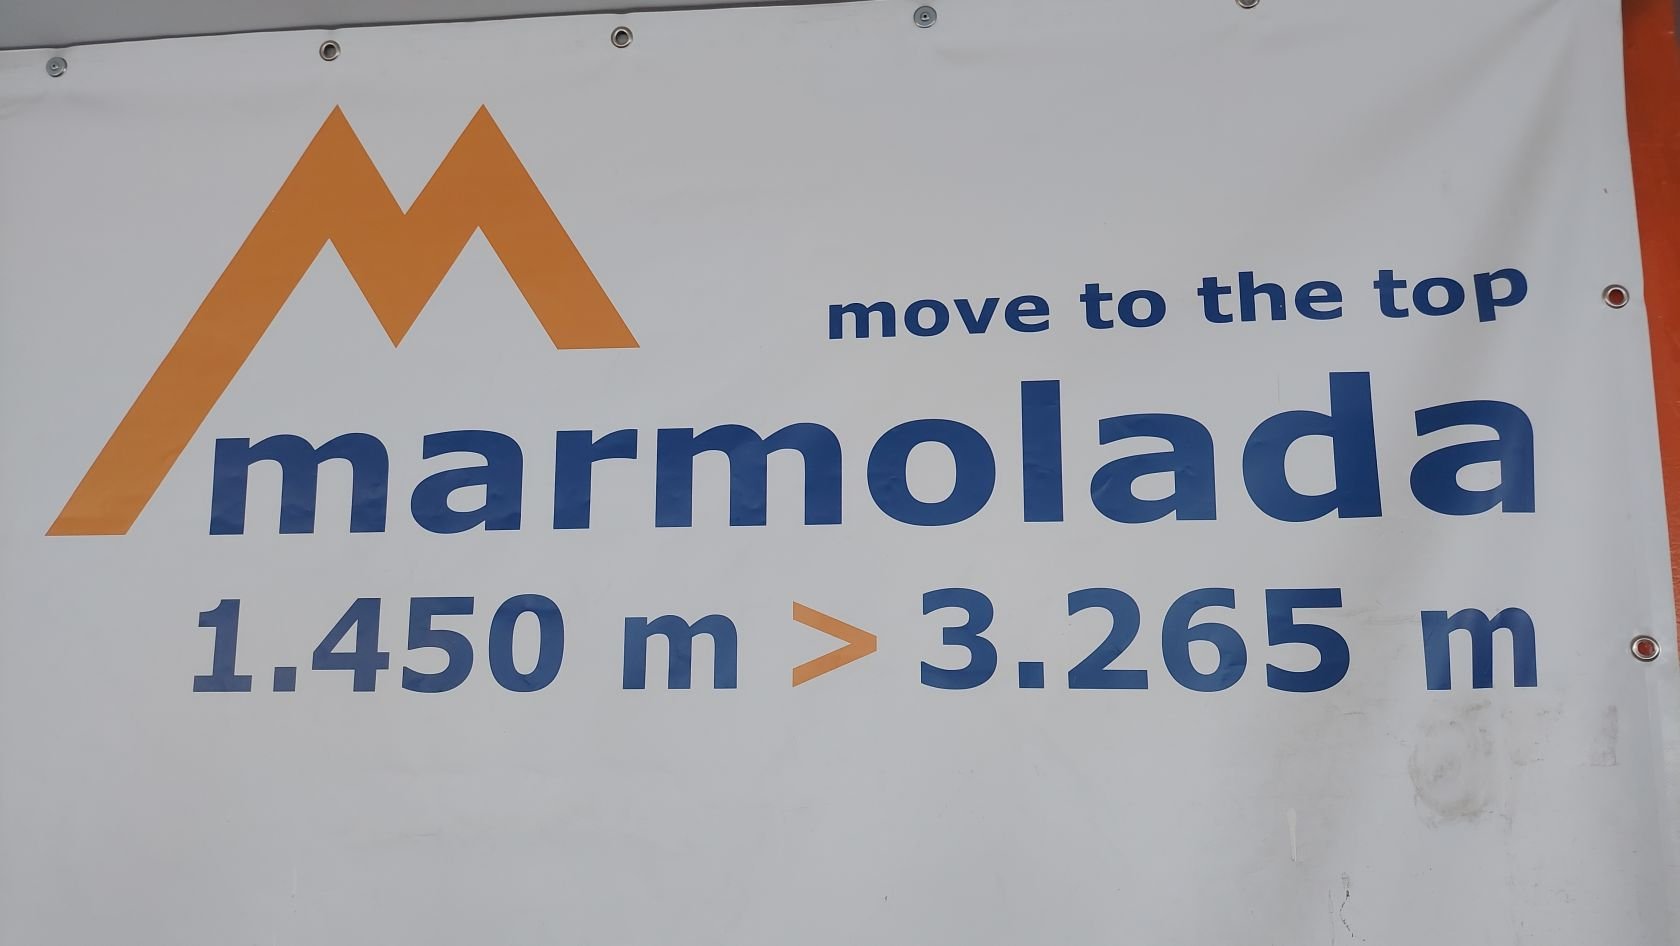 move to the top
marmolada
1.450 m > 3.265 m